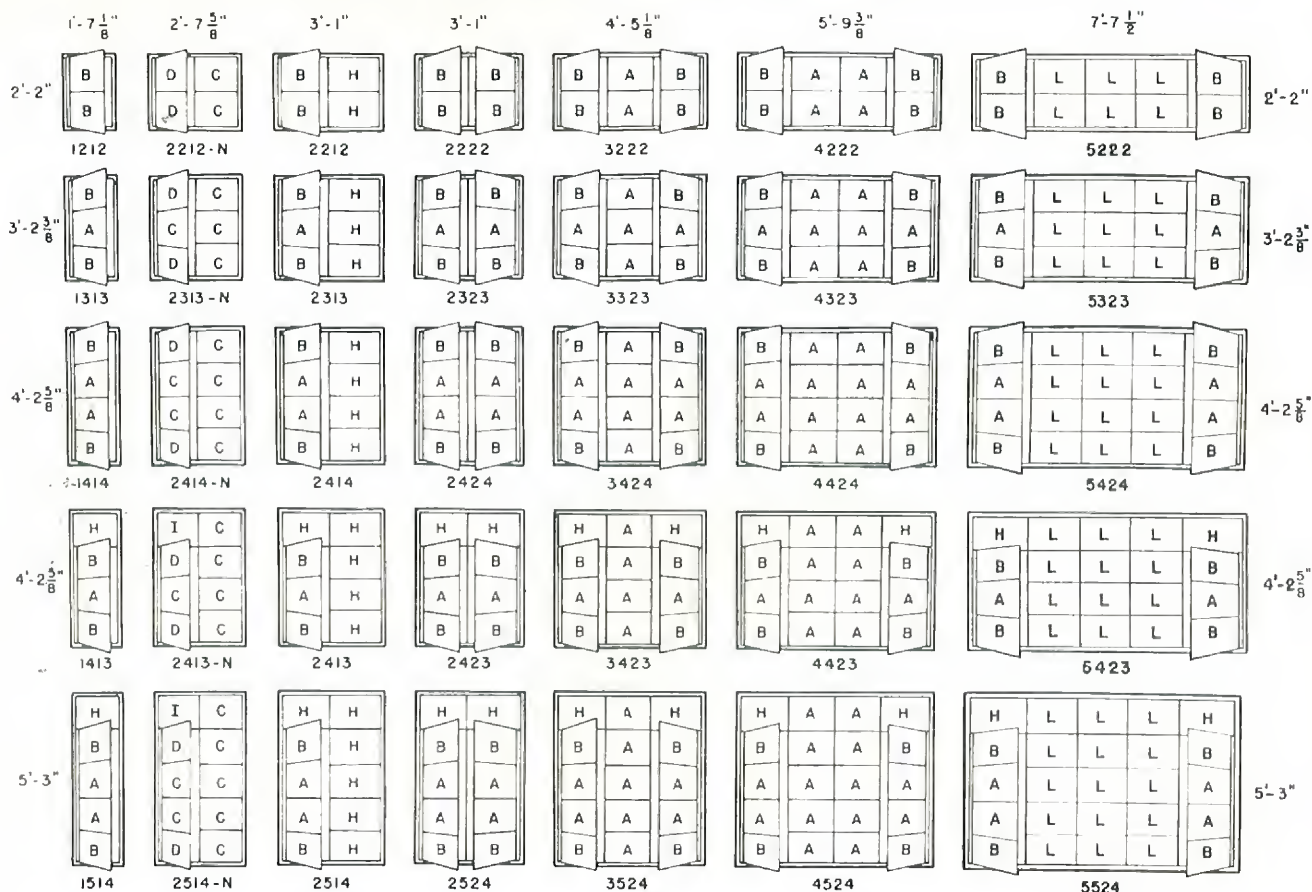 1'-7 1/8" 2'-7 5/8" 3'-1" 3'-1" 4'-5 1/8" 5'-9 3/8" 7'-7 1/2"
B D C B H B B B A B B A A B B L L L B
2'-2" 2'-2"
B D C B H B B B A B B A A B B L L L B
1212 2212-N 2212 2222 3222 4222 5222
B D C B H B B B A B B A A B B L L L B
3'-2 3/8" A C C A H A A A A A A A A A A L L L A 3'-2 3/8"
B D C B H B B B A B B A A B B L L L B
1313 2313-N 2313 2323 3323 4323 5323
B D C B H B B B A B B A A B B L L L B
A C C A H A A A A A A A A A A L L L A
4'-2 5/8" 4'-2 5/8"
A C C A H A A A A A A A A A A L L L A
B D C B H B B B A B B A A B B L L L B
1414 2414-N 2414 2424 3424 4424 5424
H I C H H H H H A H H A A H H L L L H
B D C B H B B B A B B A A B B L L L B
4'-2 5/8" 4'-2 5/8"
A C C A H A A A A A A A A A A L L L A
B D C B H B B B A B B A A B B L L L B
1413 2413-N 2413 2423 3423 4423 5423
H I C H H H H H A H H A A H H L L L H
B D C B H B B B A B B A A B B L L L B
5'-3" A C C A H A A A A A A A A A A L L L A 5'-3"
A C C A H A A A A A A A A A A L L L A
B D C B H B B B A B B A A B B L L L B
1514 2514-N 2514 2524 3524 4524 5524